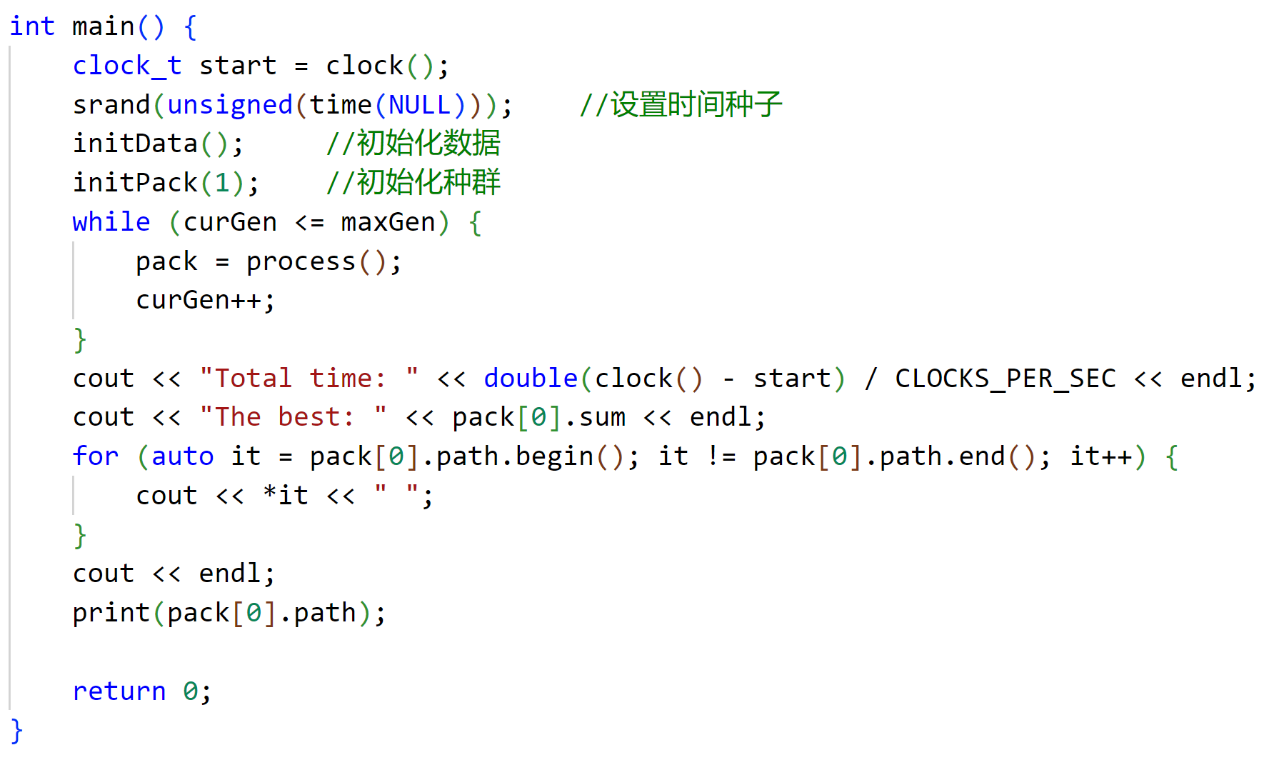 int main() {
    clock_t start = clock();
    srand(unsigned(time(NULL)));    //设置时间种子
    initData();     //初始化数据
    initPack(1);    //初始化种群
    while (curGen <= maxGen) {
        pack = process();
        curGen++;
    }
    cout << "Total time: " << double(clock() - start) / CLOCKS_PER_SEC << endl;
    cout << "The best: " << pack[0].sum << endl;
    for (auto it = pack[0].path.begin(); it != pack[0].path.end(); it++) {
        cout << *it << " ";
    }
    cout << endl;
    print(pack[0].path);

    return 0;
}